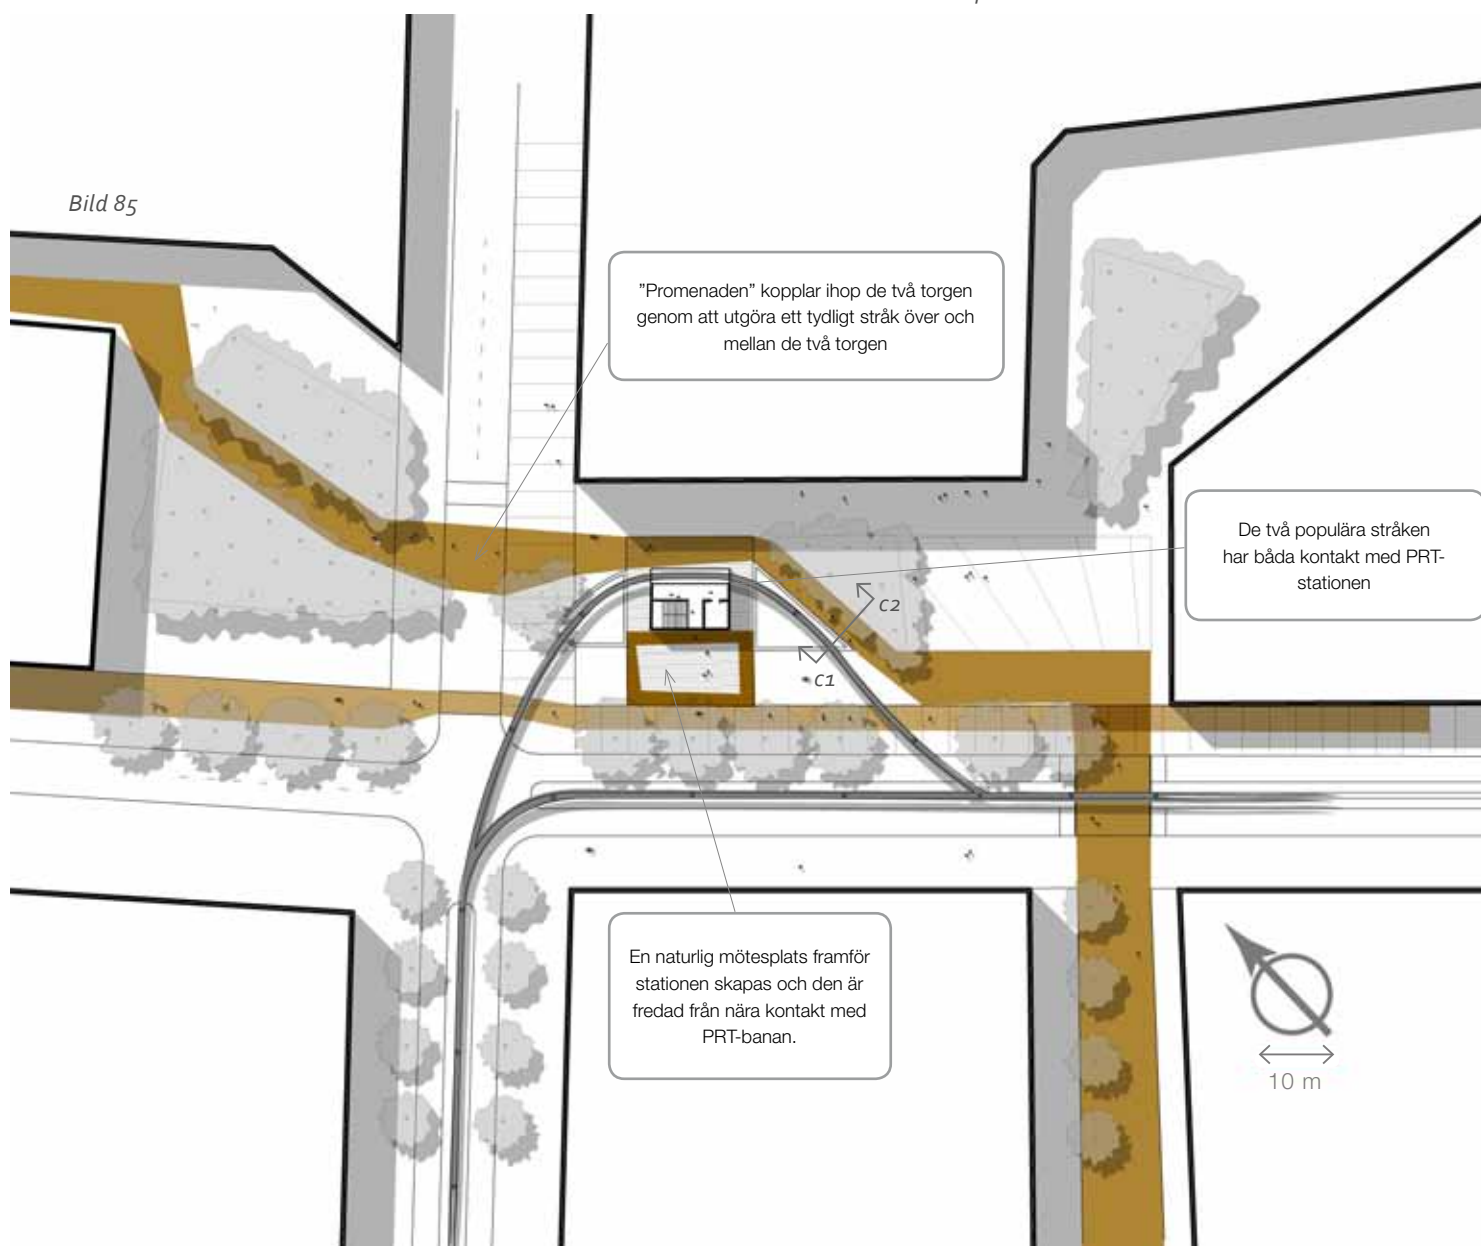 Bild 85
”Promenaden” kopplar ihop de två torgen
genom att utgöra ett tydligt stråk över och
mellan de två torgen
De två populära stråken
har båda kontakt med PRT-
stationen
c2
c1
En naturlig mötesplats framför
stationen skapas och den är
fredad från nära kontakt med
PRT-banan.
10 m